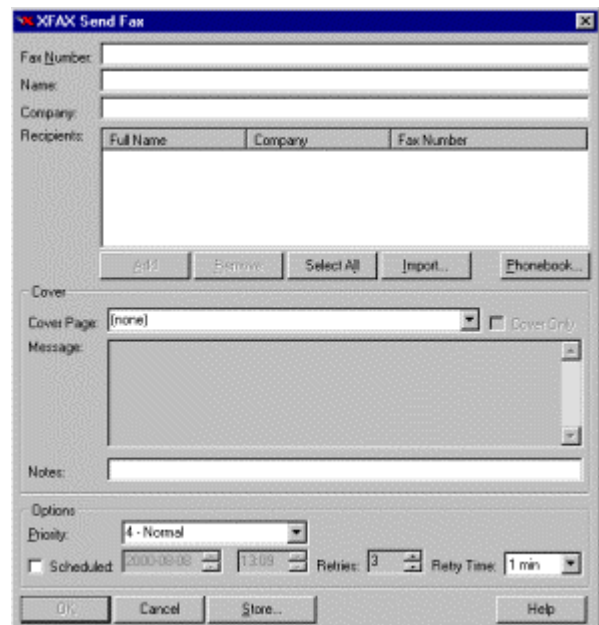 XFAX Send Fax
Fax Number:
Name:
Company:
Recipients: Full Name Company Fax Number
Add Remove Select All Import... Phonebook...
Cover
Cover Page: (none) Cover Only
Message:
Notes:
Options
Priority: 4 - Normal
Scheduled: 2000-08-08 13:09 Retries: 3 Retry Time: 1 min
OK Cancel Store... Help